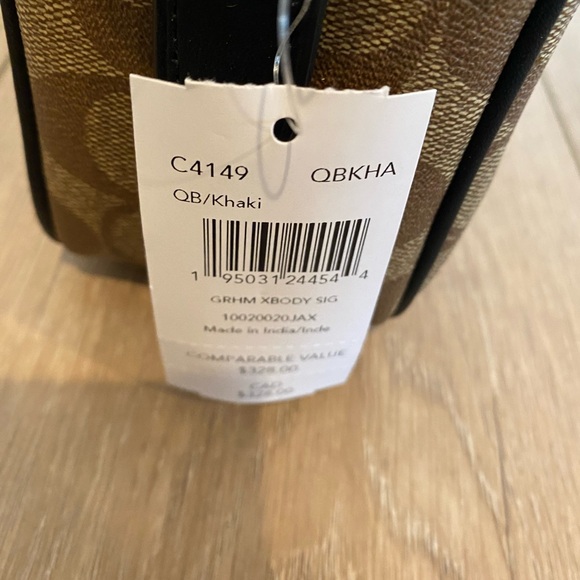 C4149 QBKHA
QB/Khaki
1 95031 24454 4
GRHM XBODY SIG
10020020JAX
Made in India/Inde
COMPARABLE VALUE
$328.00
CAD